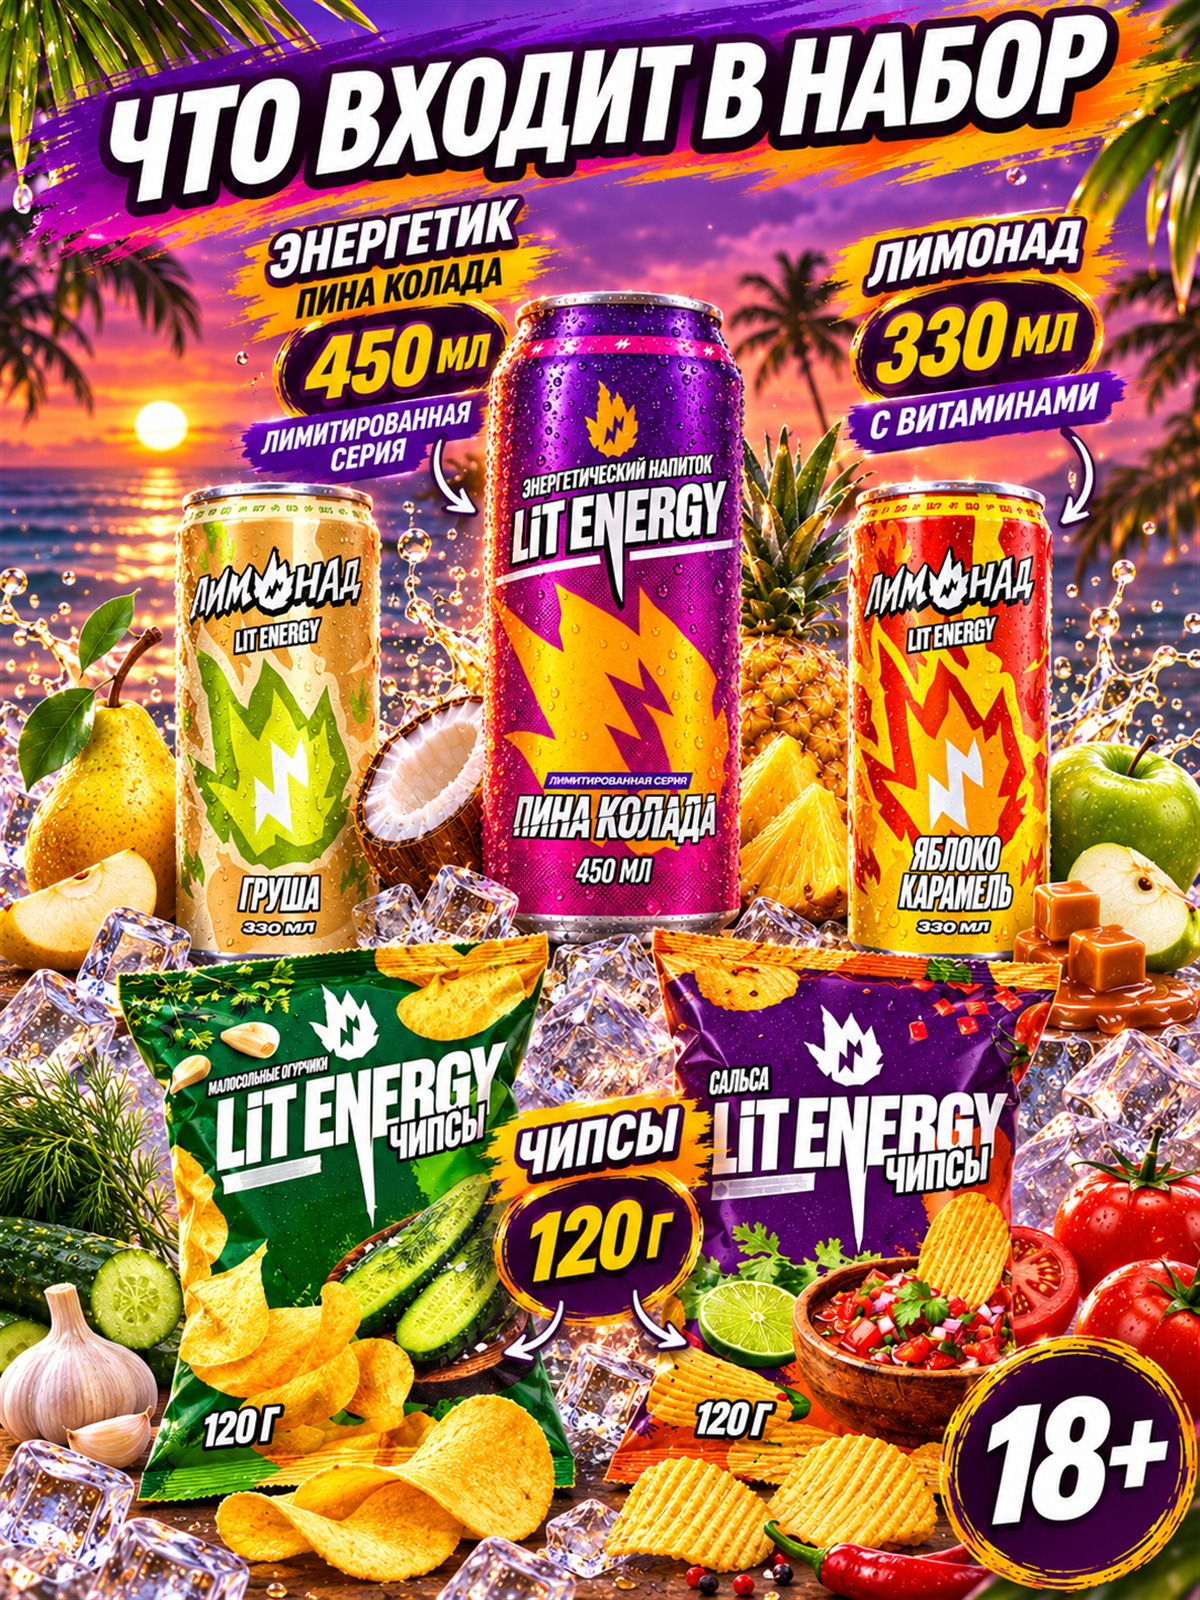 ЧТО ВХОДИТ В НАБОР
ЭНЕРГЕТИК
ПИНА КОЛАДА
450 МЛ
ЛИМИТИРОВАННАЯ
СЕРИЯ
ЛИМОНАД
330 МЛ
С ВИТАМИНАМИ
ЛИМОНАД
LIT ENERGY
ГРУША
330 МЛ
ЭНЕРГЕТИЧЕСКИЙ НАПИТОК
LiT ENERGY
ЛИМИТИРОВАННАЯ СЕРИЯ
ПИНА КОЛАДА
450 МЛ
ЛИМОНАД
LIT ENERGY
ЯБЛОКО
КАРАМЕЛЬ
330 МЛ
МАЛОСОЛЬНЫЕ ОГУРЧИКИ
LiT ENERGY
ЧИПСЫ
120 Г
ЧИПСЫ
120 г
САЛЬСА
LiT ENERGY
ЧИПСЫ
120 Г
18+